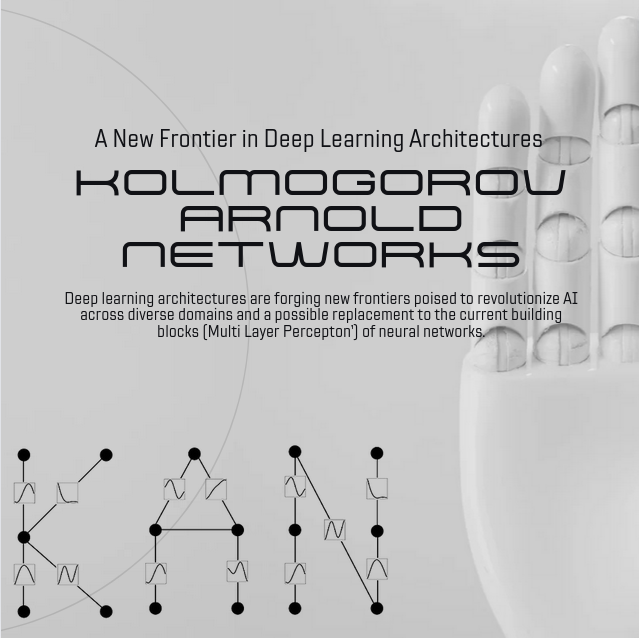 A New Frontier in Deep Learning Architectures
KOLMOGOROV
ARNOLD
NETWORKS
Deep learning architectures are forging new frontiers poised to revolutionize AI
across diverse domains and a possible replacement to the current building
blocks (Multi Layer Percepton') of neural networks.
KAN